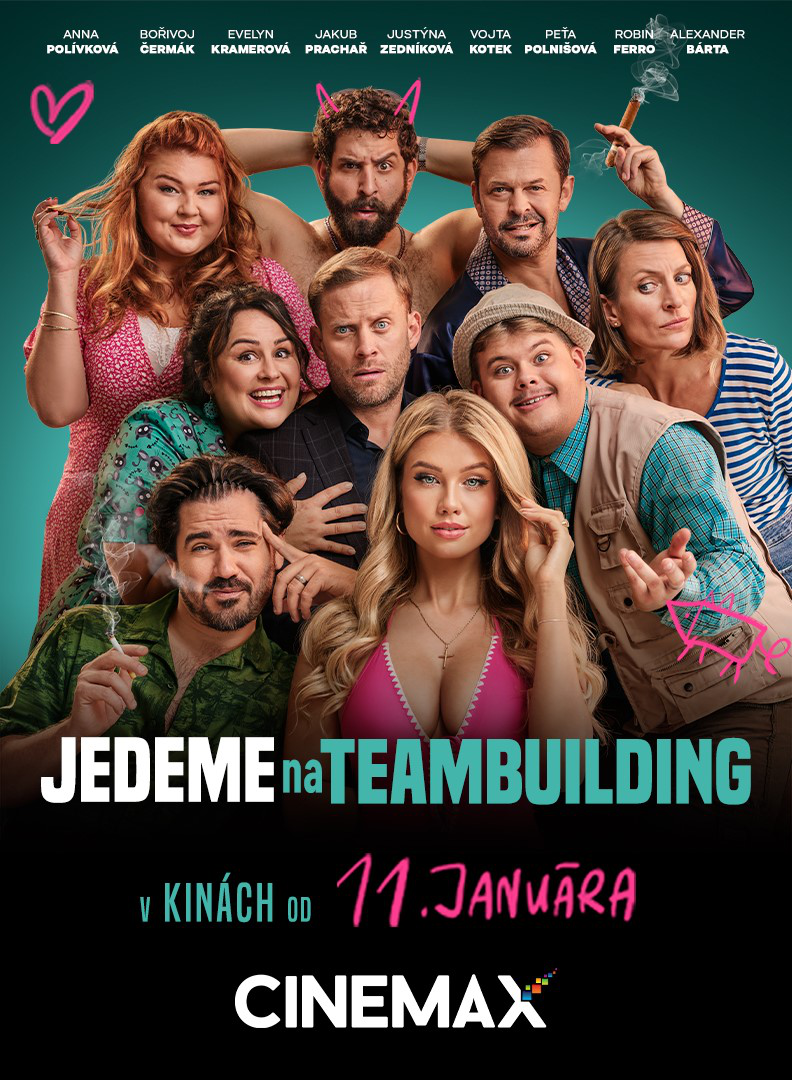 ANNA POLÍVKOVÁ
BOŘIVOJ ČERMÁK
EVELYN KRAMEROVÁ
JAKUB PRACHAŘ
JUSTÝNA ZEDNÍKOVÁ
VOJTA KOTEK
PEŤA POLNIŠOVÁ
ROBIN FERRO
ALEXANDER BÁRTA
JEDEME na TEAMBUILDING
V KINÁCH OD 11. JANUÁRA
CINEMAX